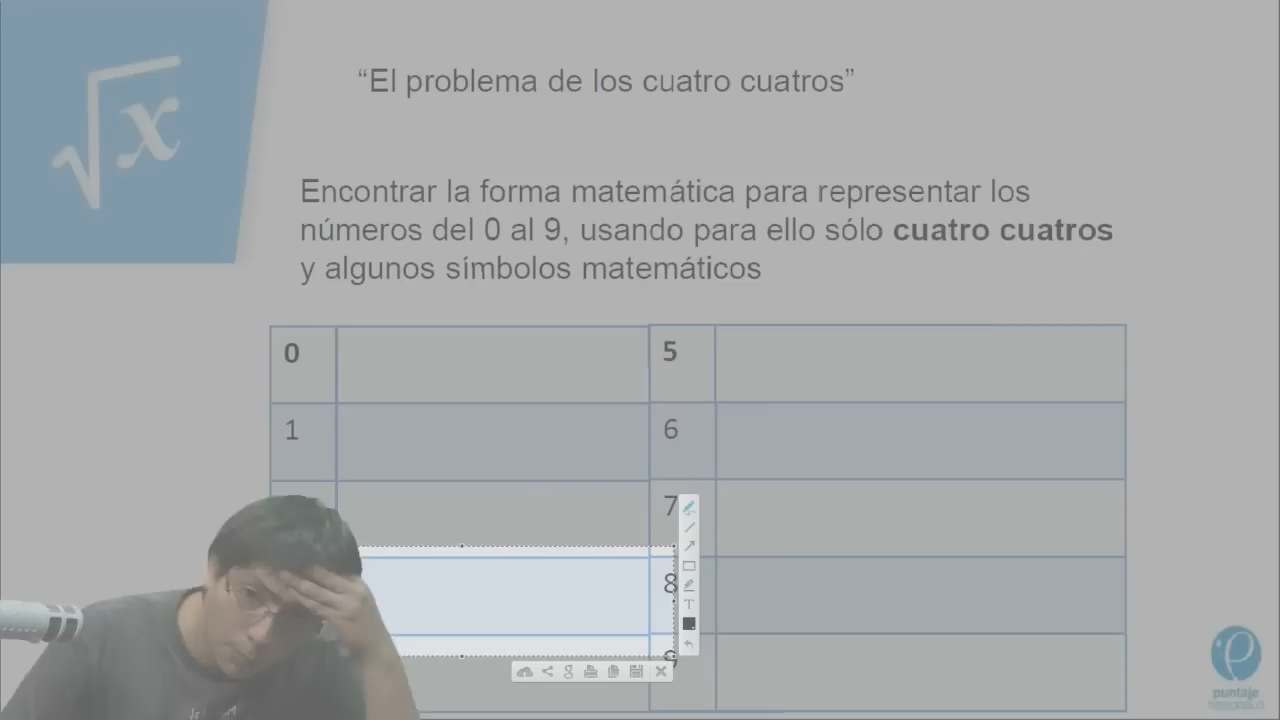 √x
“El problema de los cuatro cuatros”
Encontrar la forma matemática para representar los
números del 0 al 9, usando para ello sólo cuatro cuatros
y algunos símbolos matemáticos
0 5
1 6
7
8
9
puntaje